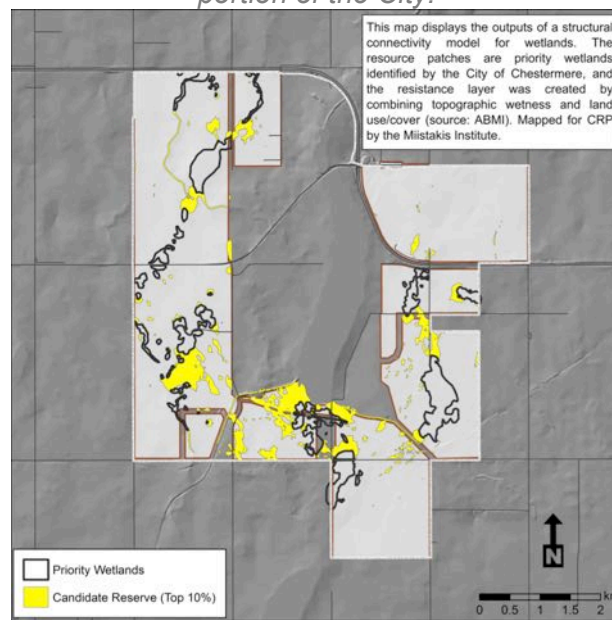 portion of the City.
This map displays the outputs of a structural
connectivity model for wetlands. The
resource patches are priority wetlands
identified by the City of Chestermere, and
the resistance layer was created by
combining topographic wetness and land
use/cover (source: ABMI). Mapped for CRP
by the Miistakis Institute.
Priority Wetlands
Candidate Reserve (Top 10%)
N
0 0.5 1 1.5 2